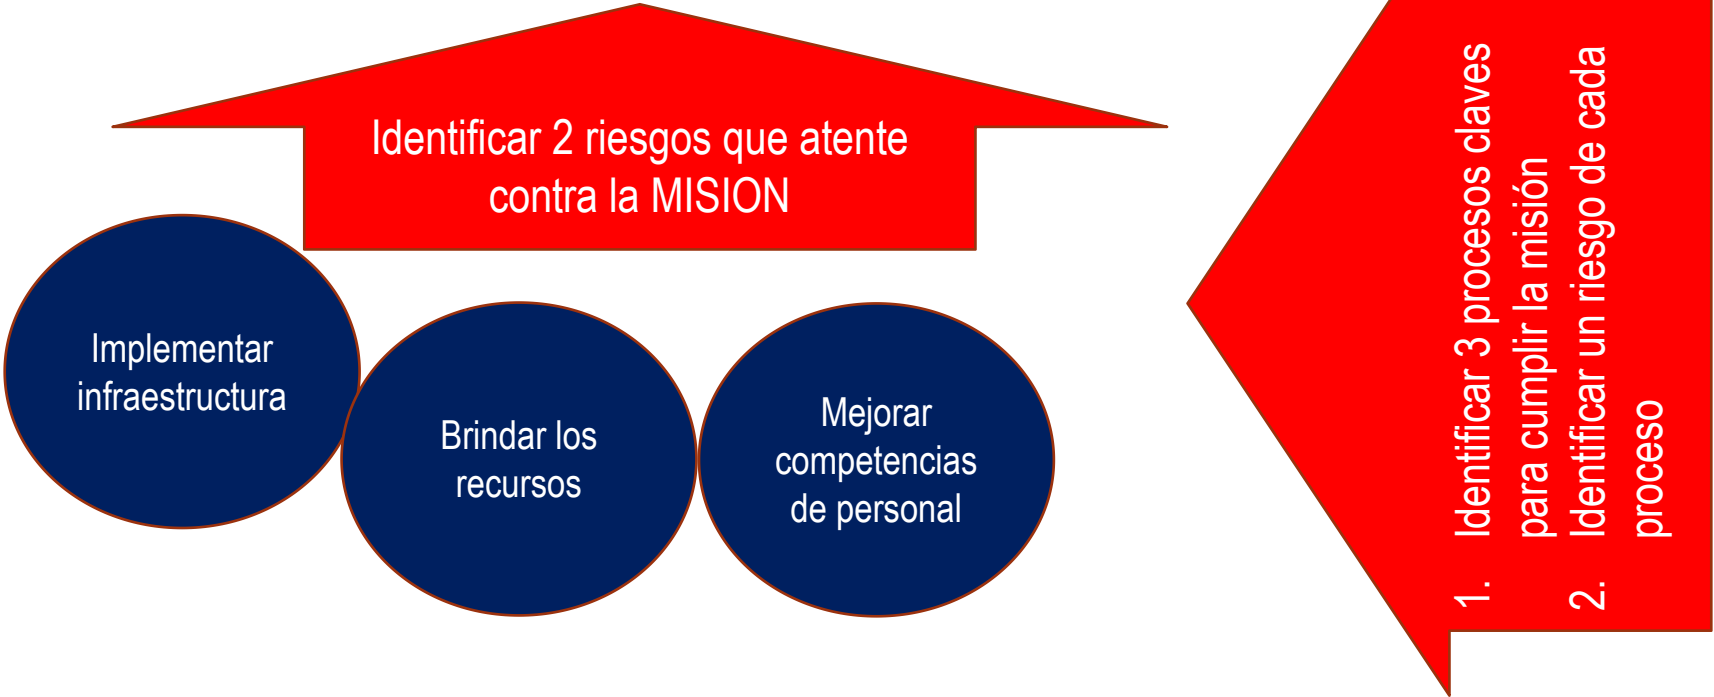 Identificar 2 riesgos que atente
contra la MISION
Implementar
infraestructura
Brindar los
recursos
Mejorar
competencias
de personal
1. Identificar 3 procesos claves
para cumplir la misión
2. Identificar un riesgo de cada
proceso